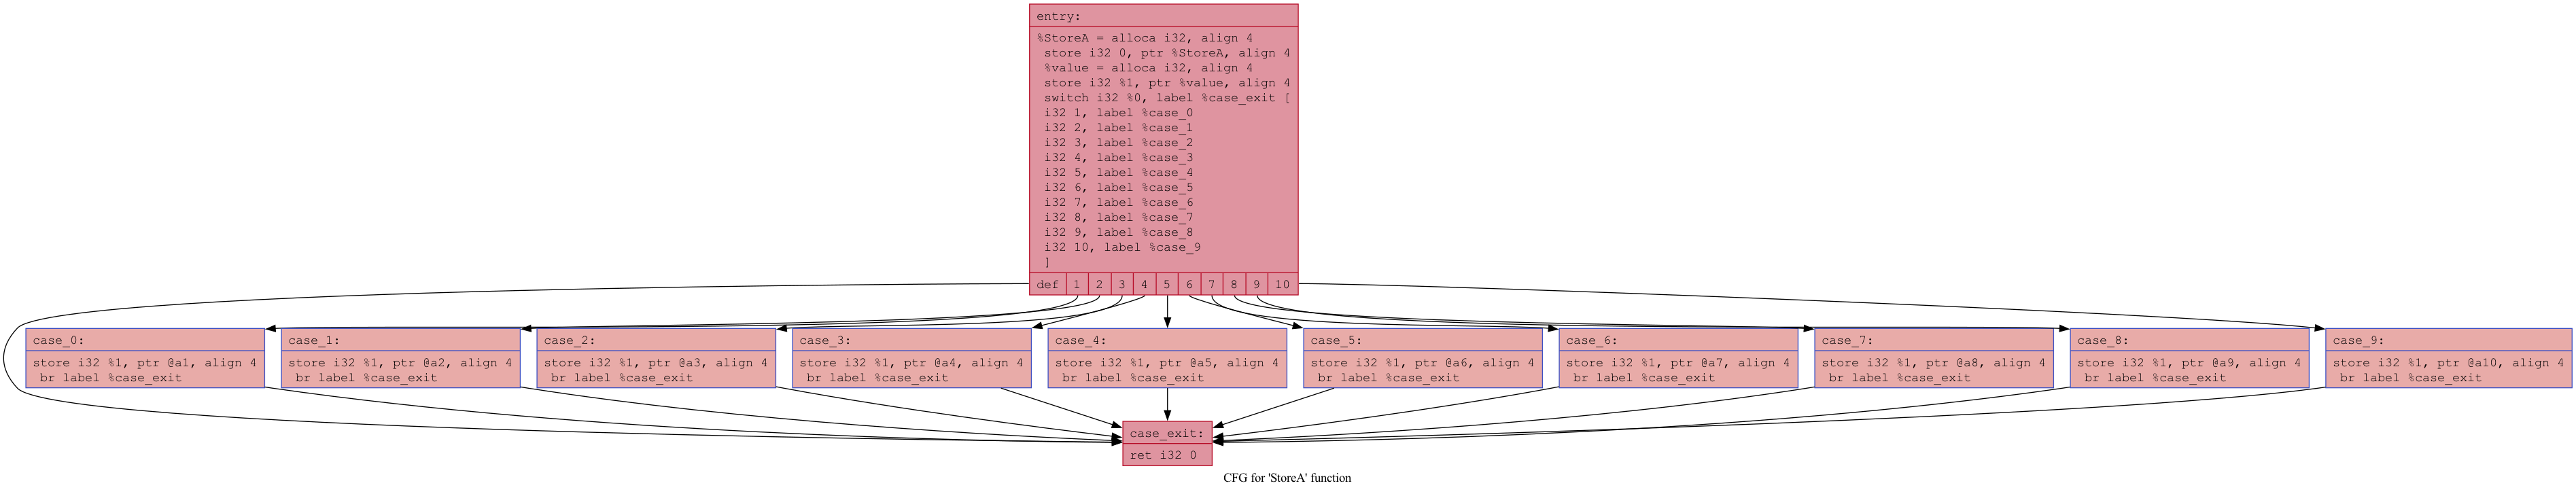 entry:
%StoreA = alloca i32, align 4
store i32 0, ptr %StoreA, align 4
%value = alloca i32, align 4
store i32 %1, ptr %value, align 4
switch i32 %0, label %case_exit [
i32 1, label %case_0
i32 2, label %case_1
i32 3, label %case_2
i32 4, label %case_3
i32 5, label %case_4
i32 6, label %case_5
i32 7, label %case_6
i32 8, label %case_7
i32 9, label %case_8
i32 10, label %case_9
]
def 1 2 3 4 5 6 7 8 9 10
case_0:
store i32 %1, ptr @a1, align 4
br label %case_exit
case_1:
store i32 %1, ptr @a2, align 4
br label %case_exit
case_2:
store i32 %1, ptr @a3, align 4
br label %case_exit
case_3:
store i32 %1, ptr @a4, align 4
br label %case_exit
case_4:
store i32 %1, ptr @a5, align 4
br label %case_exit
case_5:
store i32 %1, ptr @a6, align 4
br label %case_exit
case_6:
store i32 %1, ptr @a7, align 4
br label %case_exit
case_7:
store i32 %1, ptr @a8, align 4
br label %case_exit
case_8:
store i32 %1, ptr @a9, align 4
br label %case_exit
case_9:
store i32 %1, ptr @a10, align 4
br label %case_exit
case_exit:
ret i32 0
CFG for 'StoreA' function